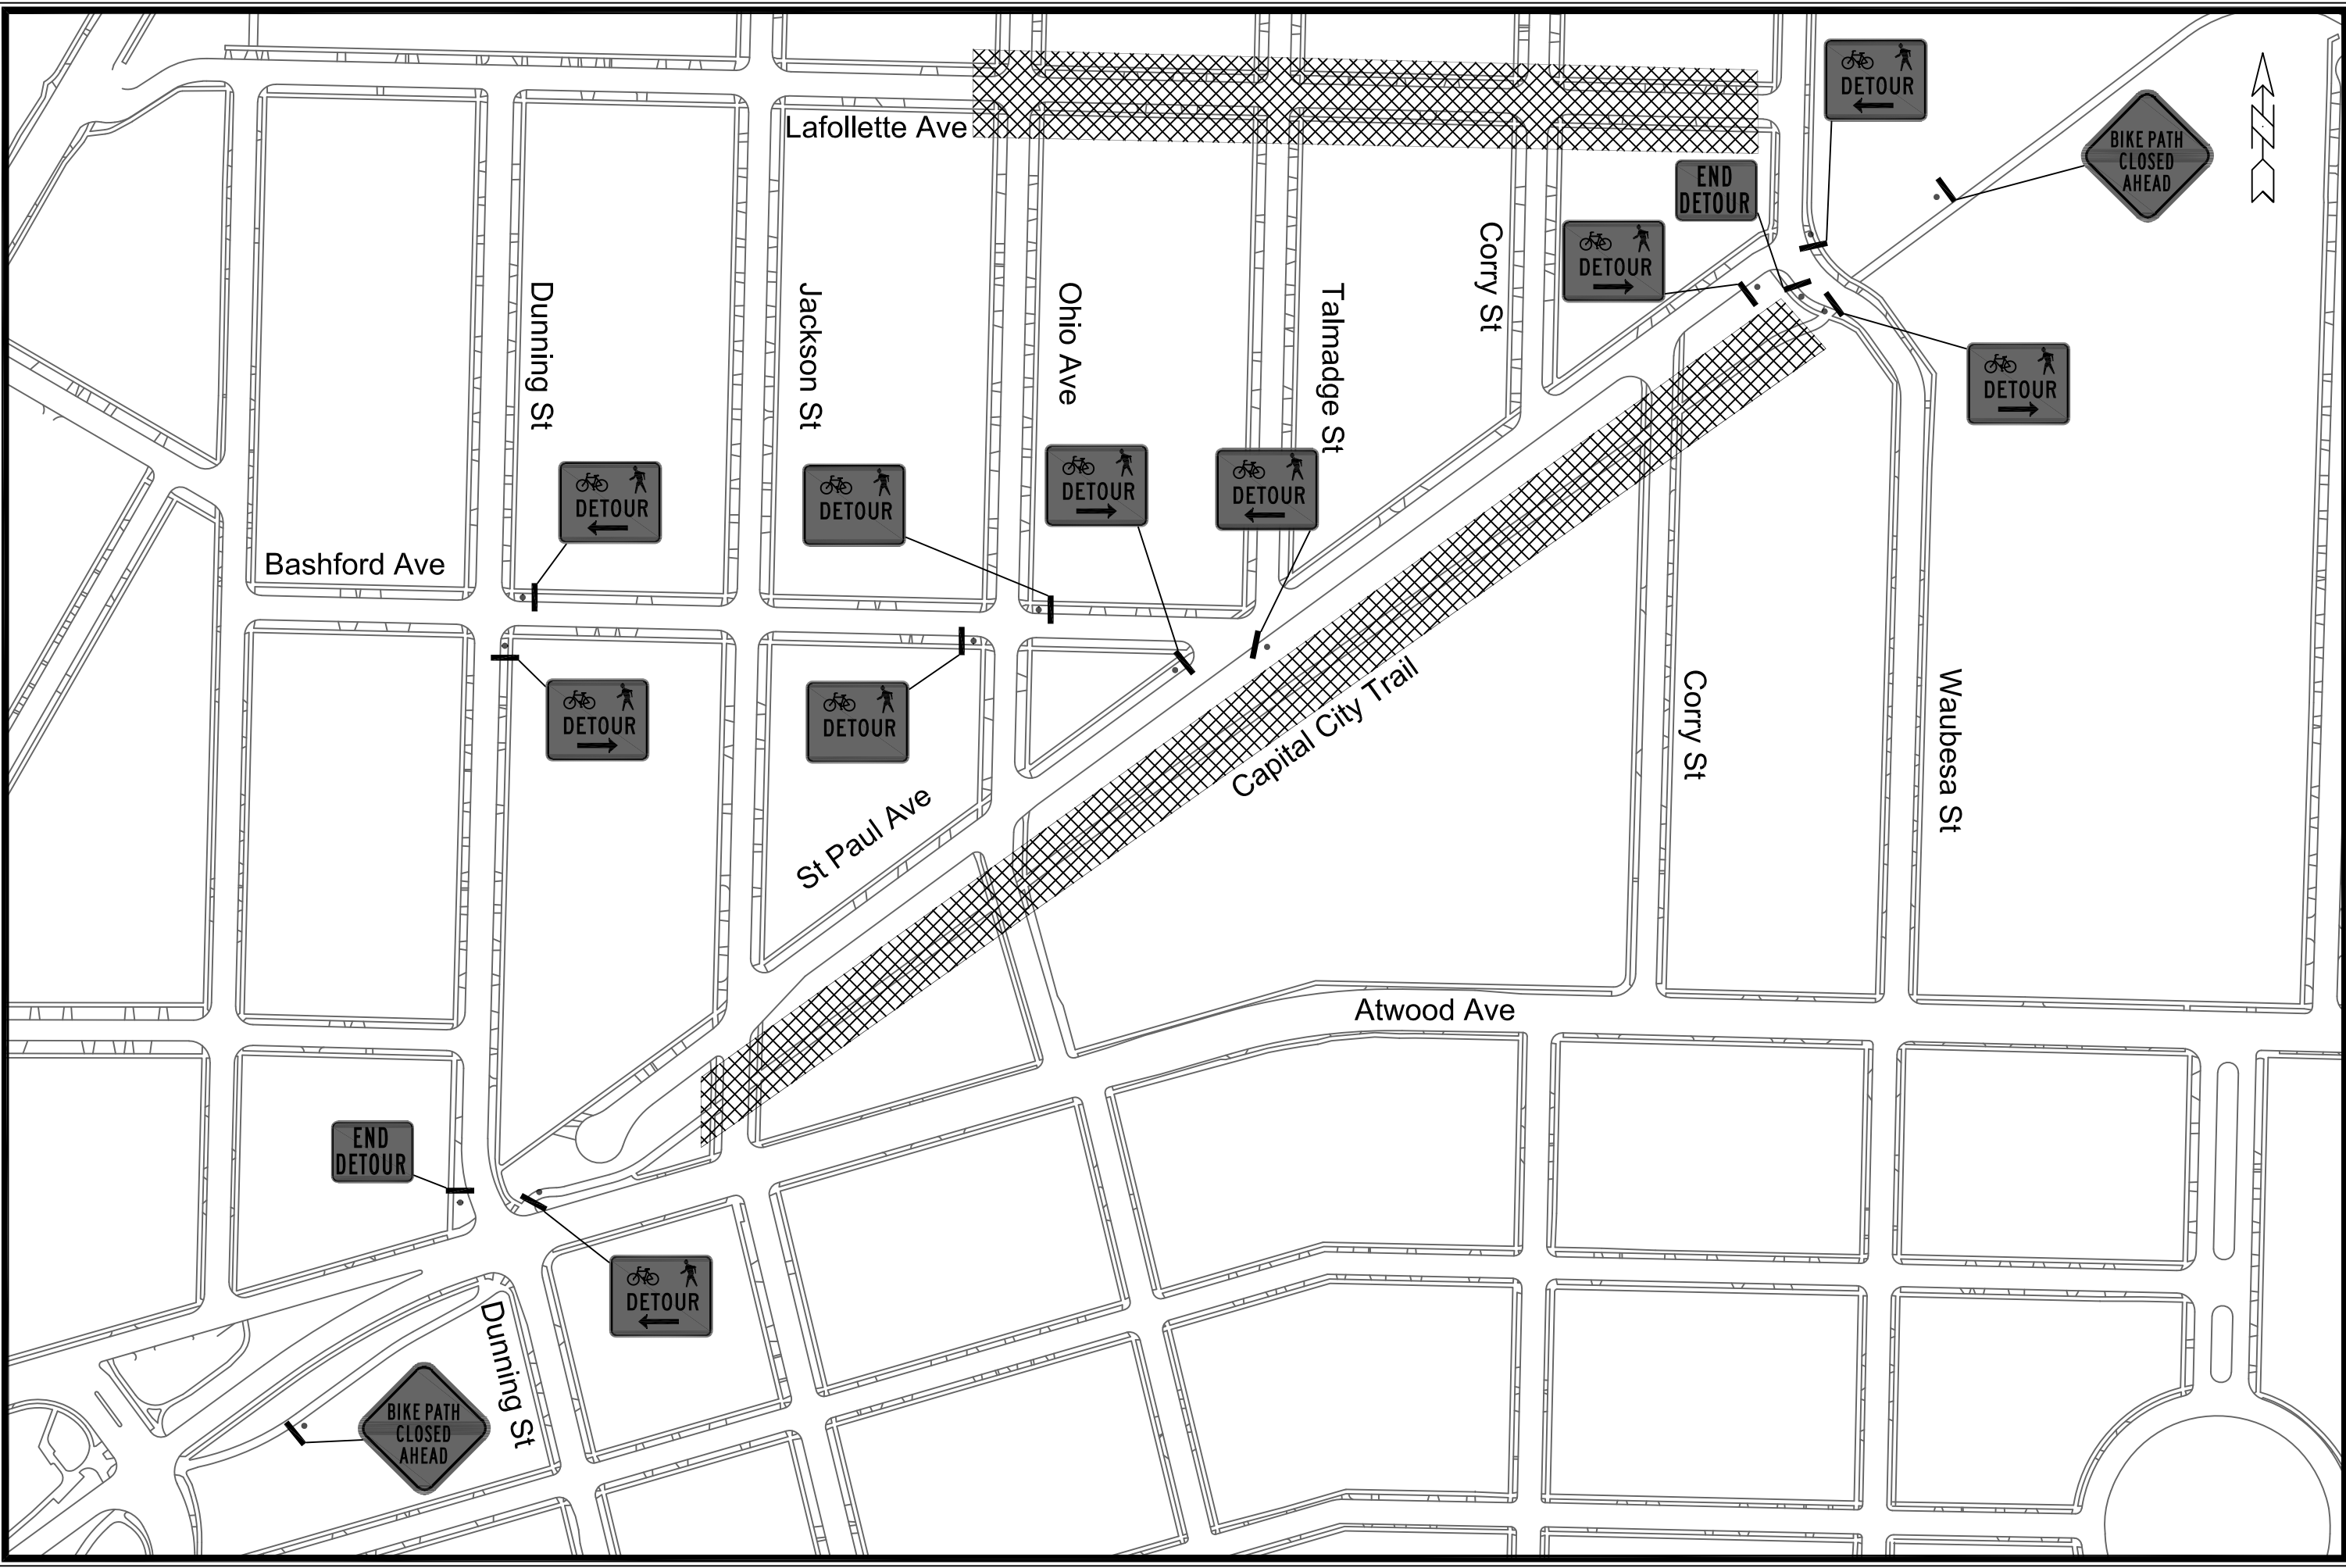 DETOUR
BIKE PATH
CLOSED
AHEAD
N
Lafollette Ave
END
DETOUR
DETOUR
Corry St
Dunning St
Jackson St
Ohio Ave
Talmadge St
DETOUR
DETOUR
DETOUR
DETOUR
DETOUR
Bashford Ave
DETOUR
DETOUR
Capital City Trail
Corry St
Waubesa St
St Paul Ave
Atwood Ave
END
DETOUR
DETOUR
Dunning St
BIKE PATH
CLOSED
AHEAD